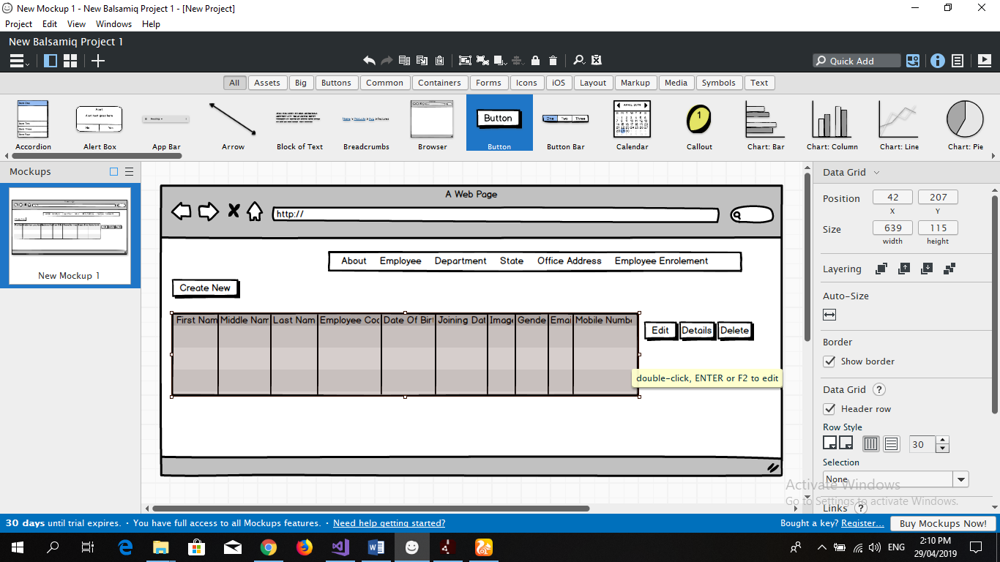 New Mockup 1 - New Balsamiq Project 1 - [New Project]
Project Edit View Windows Help
New Balsamiq Project 1
Quick Add
All Assets Big Buttons Common Containers Forms Icons iOS Layout Markup Media Symbols Text
Button
One Two Three
1
Accordion Alert Box App Bar Arrow Block of Text Breadcrumbs Browser Button Button Bar Calendar Callout Chart: Bar Chart: Column Chart: Line Chart: Pie
Mockups
New Mockup 1
A Web Page
http://
About Employee Department State Office Address Employee Enrolement
Create New
First Nam Middle Nam Last Nam Employee Coc Date Of Birt Joining Dat Image Gende Emai Mobile Numbe
Edit Details Delete
double-click, ENTER or F2 to edit
Data Grid
Position 42 207
X Y
Size 639 115
width height
Layering
Auto-Size
Border
Show border
Data Grid ?
Header row
Row Style
30
Selection
None
Links ?
Activate Windows
Go to Settings to activate Windows.
30 days until trial expires. · You have full access to all Mockups features. · Need help getting started?
Bought a key? Register... Buy Mockups Now!
ENG
2:10 PM
29/04/2019